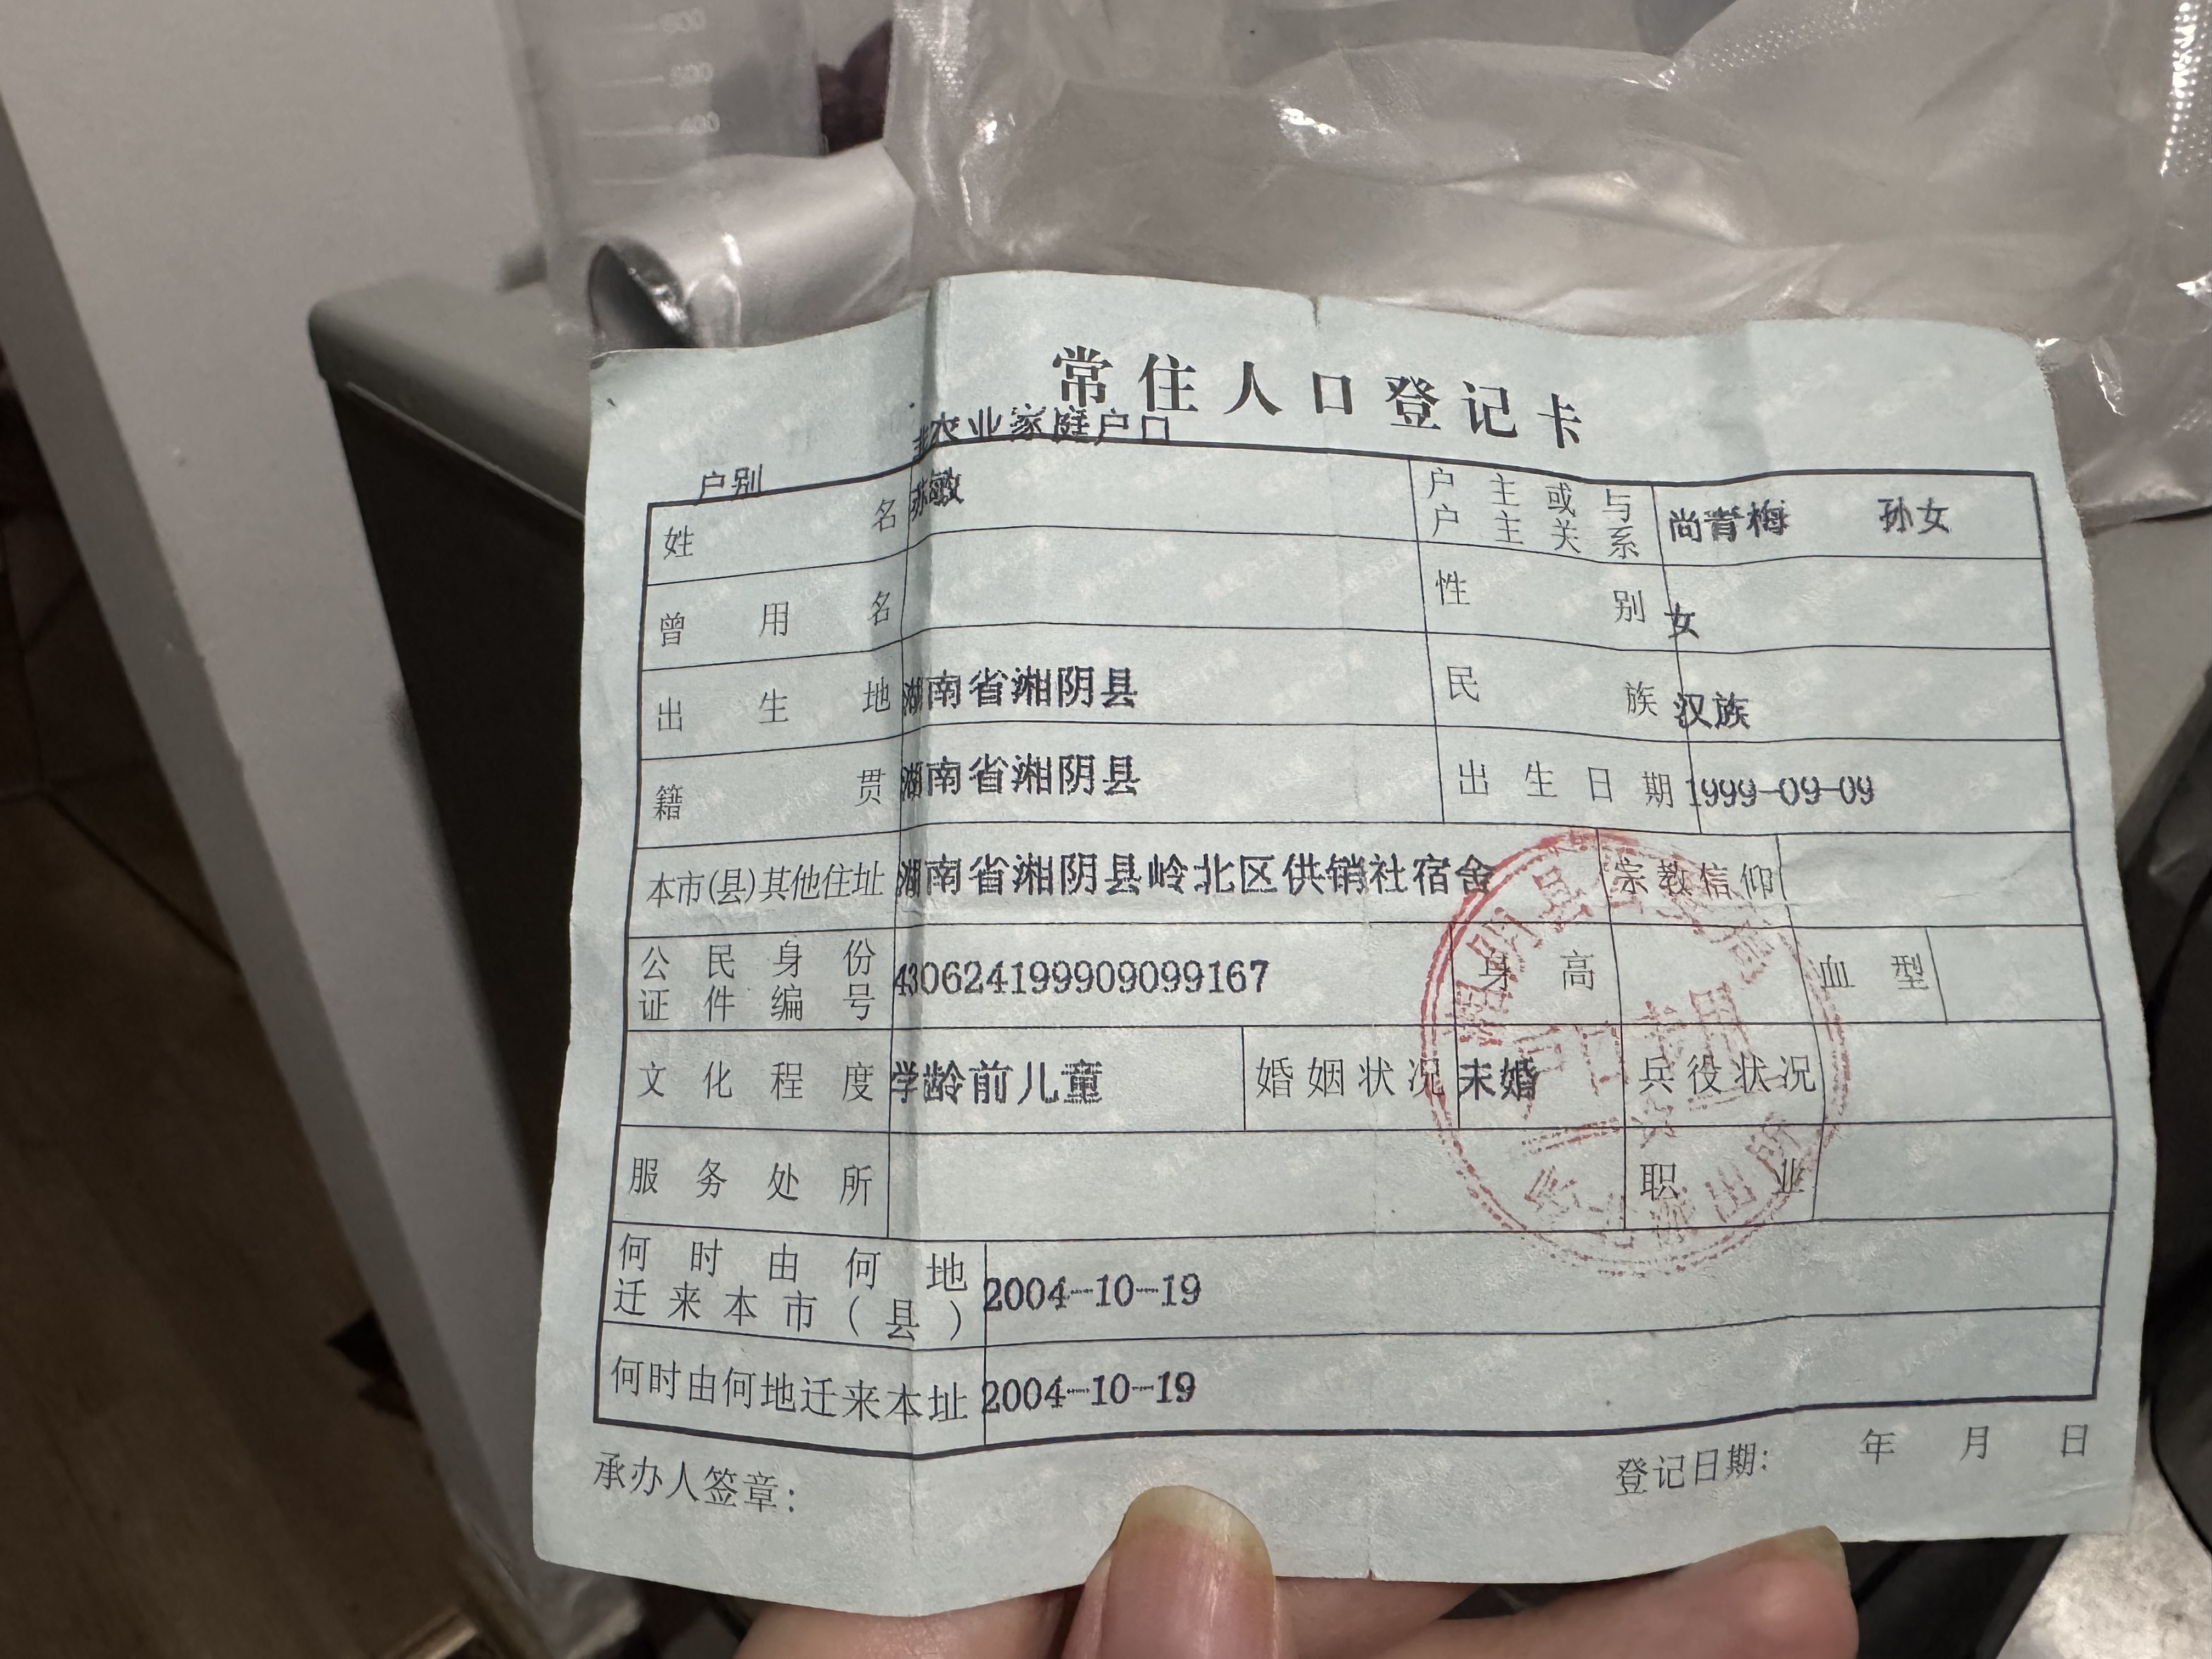 常住人口登记卡
户别 非农业家庭户口
姓名 苏敏 户主或与户主关系 尚青梅 孙女
曾用名 性别 女
出生地 湖南省湘阴县 民族 汉族
籍贯 湖南省湘阴县 出生日期 1999-09-09
本市(县)其他住址 湖南省湘阴县岭北区供销社宿舍 宗教信仰
公民身份证件编号 430624199909099167 身高 血型
文化程度 学龄前儿童 婚姻状况 未婚 兵役状况
服务处所 职业
何时由何地迁来本市(县) 2004-10-19
何时由何地迁来本址 2004-10-19
承办人签章: 登记日期: 年 月 日